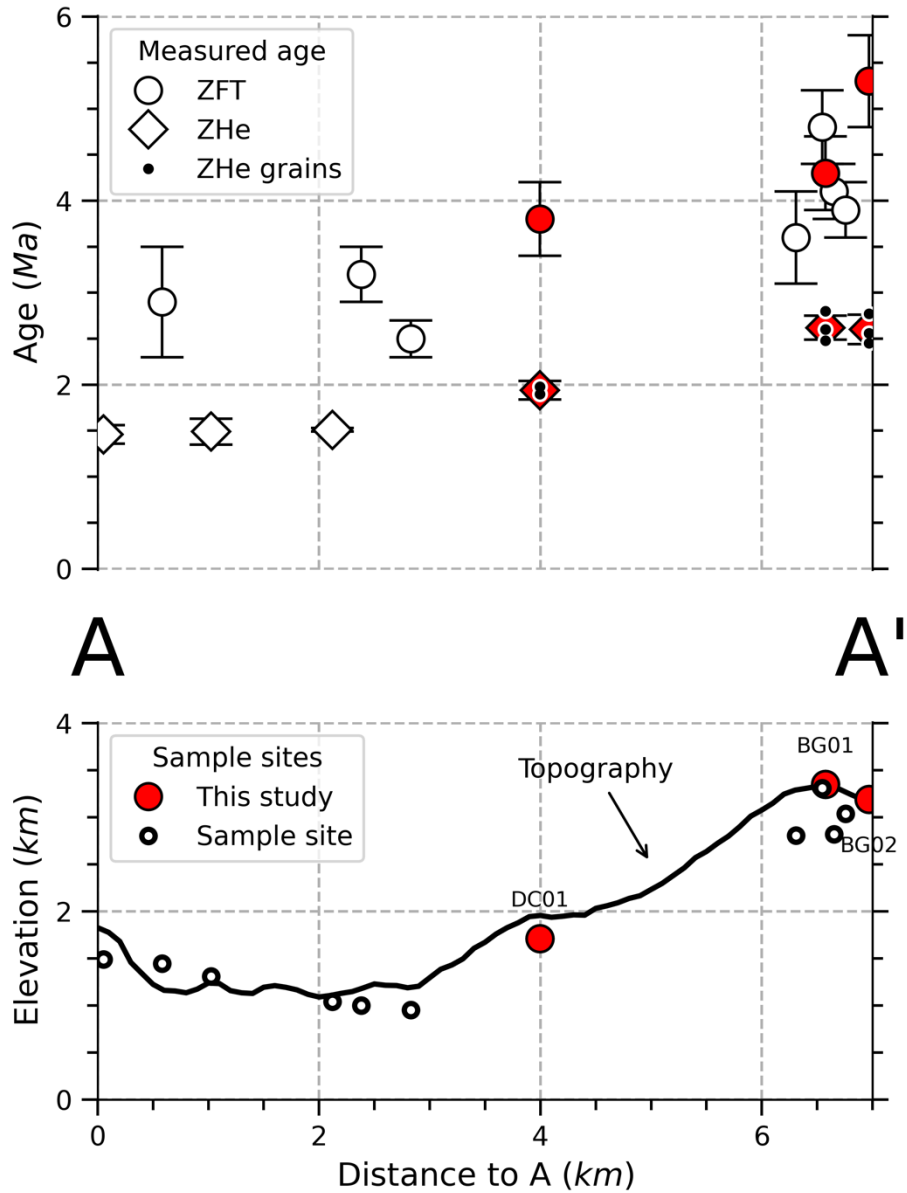 6
Measured age
ZFT
ZHe
ZHe grains
4
Age (Ma)
2
0
A A'
4
Sample sites
This study
Sample site
Topography
BG01
BG02
DC01
Elevation (km)
2
0
0 2 4 6
Distance to A (km)